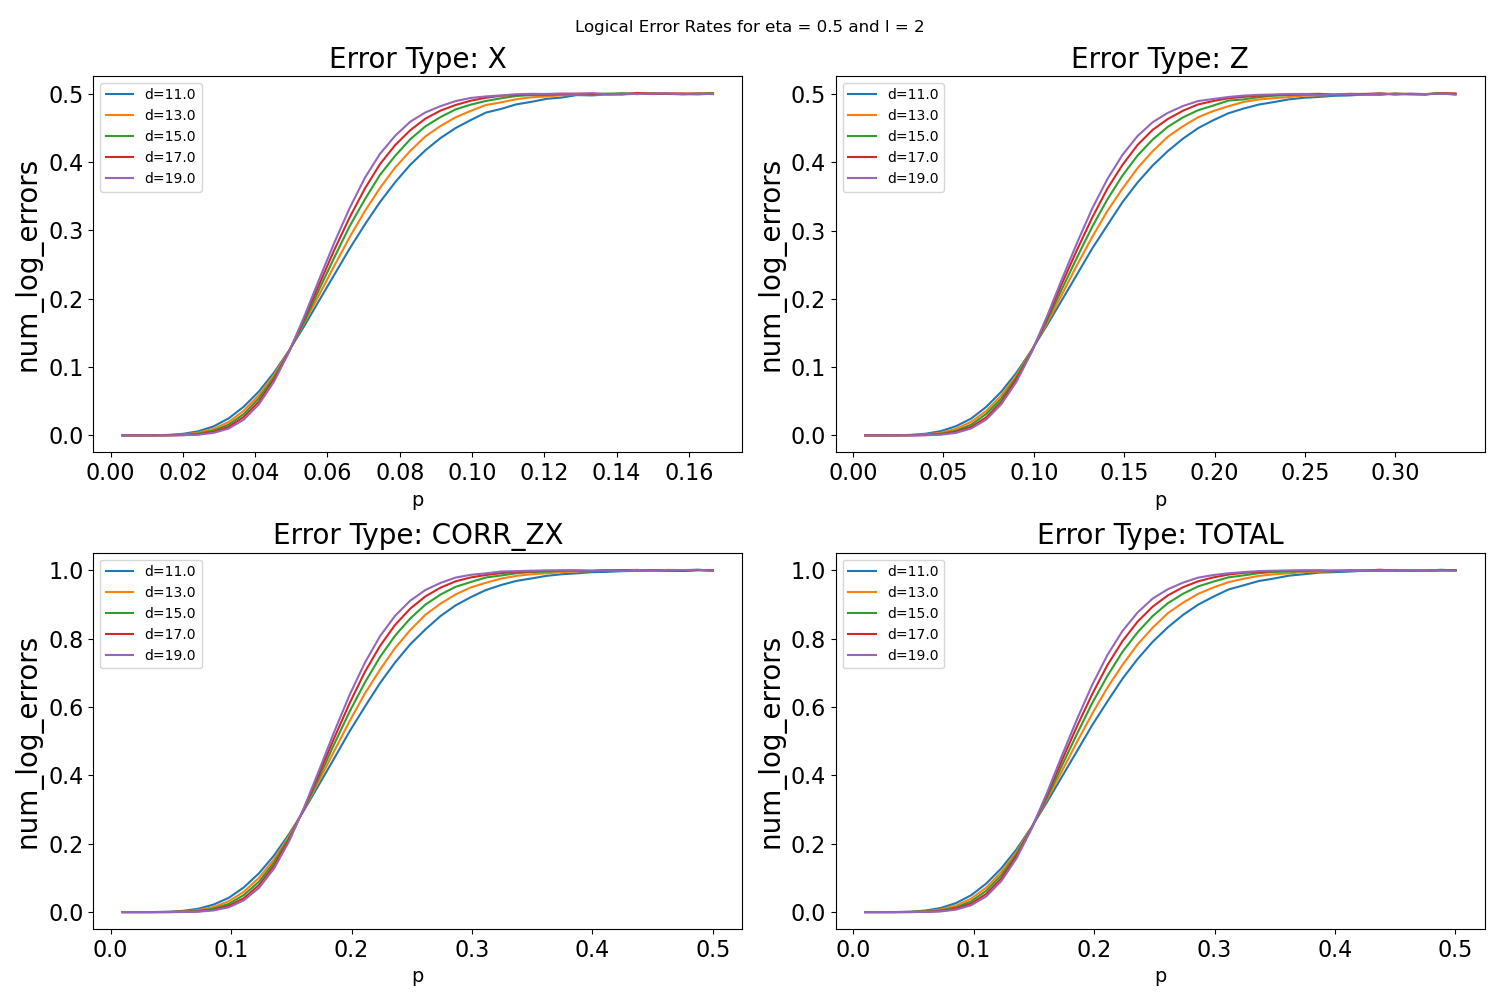 Logical Error Rates for eta = 0.5 and l = 2
Error Type: X
num_log_errors
0.5
0.4
0.3
0.2
0.1
0.0
d=11.0
d=13.0
d=15.0
d=17.0
d=19.0
0.00 0.02 0.04 0.06 0.08 0.10 0.12 0.14 0.16
p
Error Type: Z
num_log_errors
0.5
0.4
0.3
0.2
0.1
0.0
d=11.0
d=13.0
d=15.0
d=17.0
d=19.0
0.00 0.05 0.10 0.15 0.20 0.25 0.30
p
Error Type: CORR_ZX
num_log_errors
1.0
0.8
0.6
0.4
0.2
0.0
d=11.0
d=13.0
d=15.0
d=17.0
d=19.0
0.0 0.1 0.2 0.3 0.4 0.5
p
Error Type: TOTAL
num_log_errors
1.0
0.8
0.6
0.4
0.2
0.0
d=11.0
d=13.0
d=15.0
d=17.0
d=19.0
0.0 0.1 0.2 0.3 0.4 0.5
p